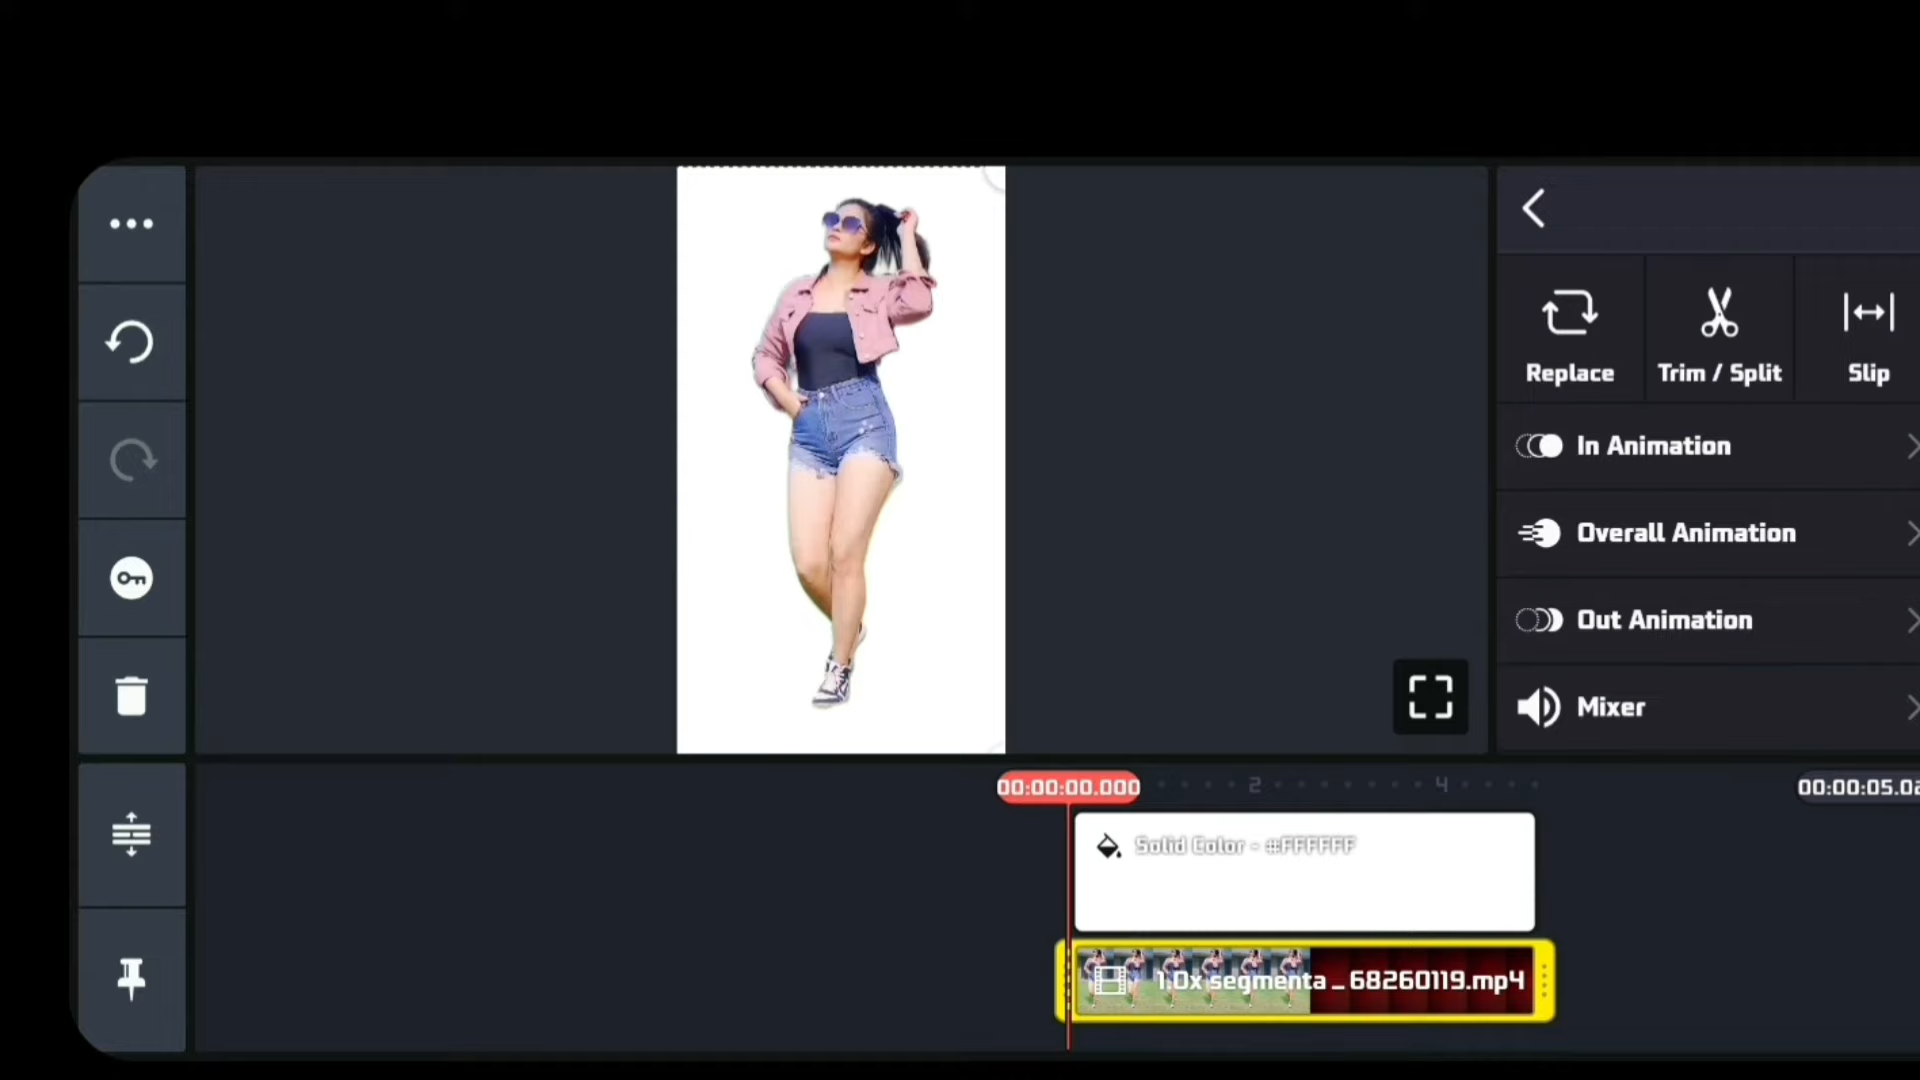 Replace
Trim / Split
Slip
In Animation
Overall Animation
Out Animation
Mixer
00:00:00.000
2
4
Solid Color - #FFFFFF
1.0x segmenta _ 68260119.mp4